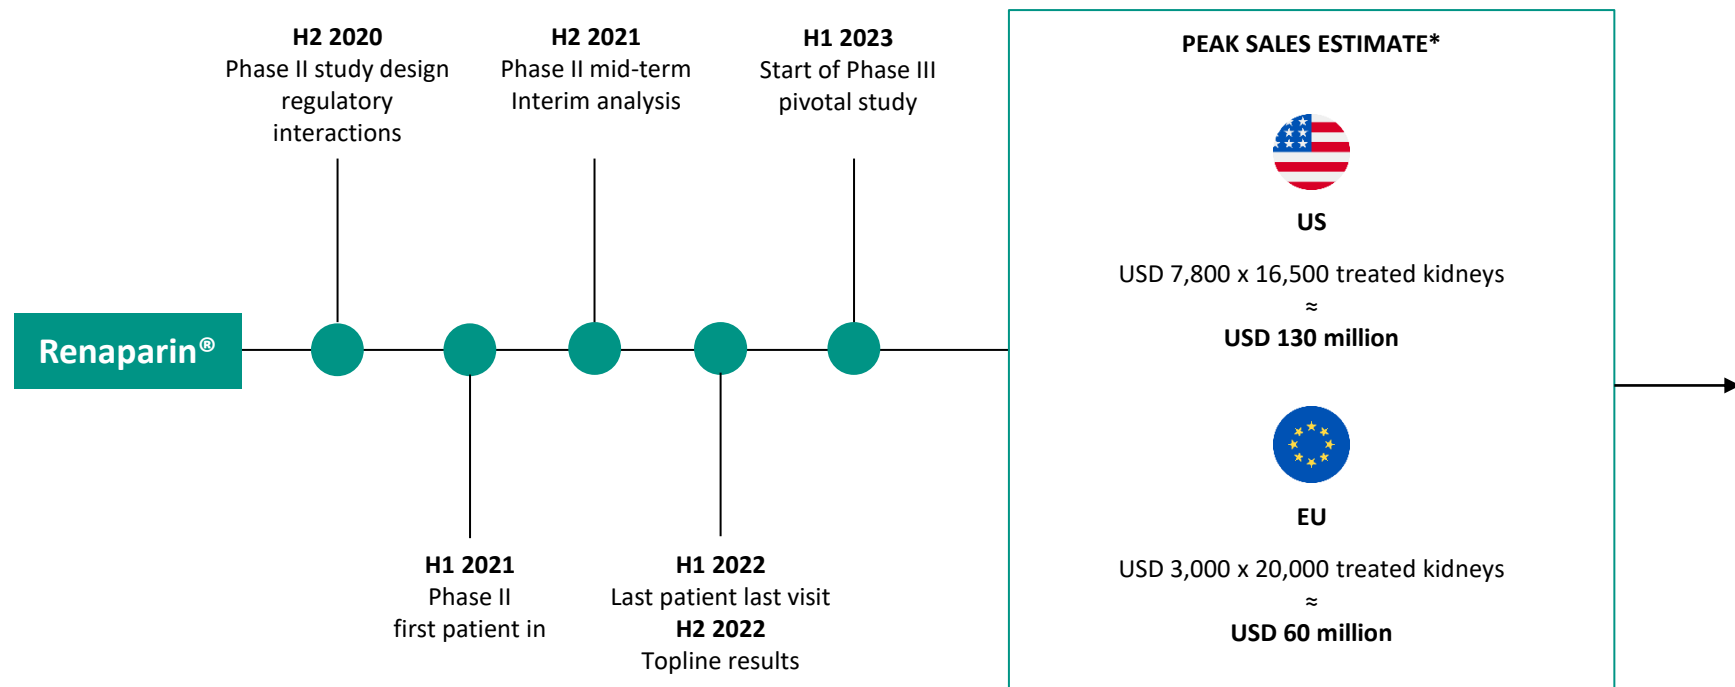 H2 2020
Phase II study design
regulatory
interactions
H2 2021
Phase II mid-term
Interim analysis
H1 2023
Start of Phase III
pivotal study
Renaparin®
H1 2021
Phase II
first patient in
H1 2022
Last patient last visit
H2 2022
Topline results
PEAK SALES ESTIMATE*
US
USD 7,800 x 16,500 treated kidneys
≈
USD 130 million
EU
USD 3,000 x 20,000 treated kidneys
≈
USD 60 million